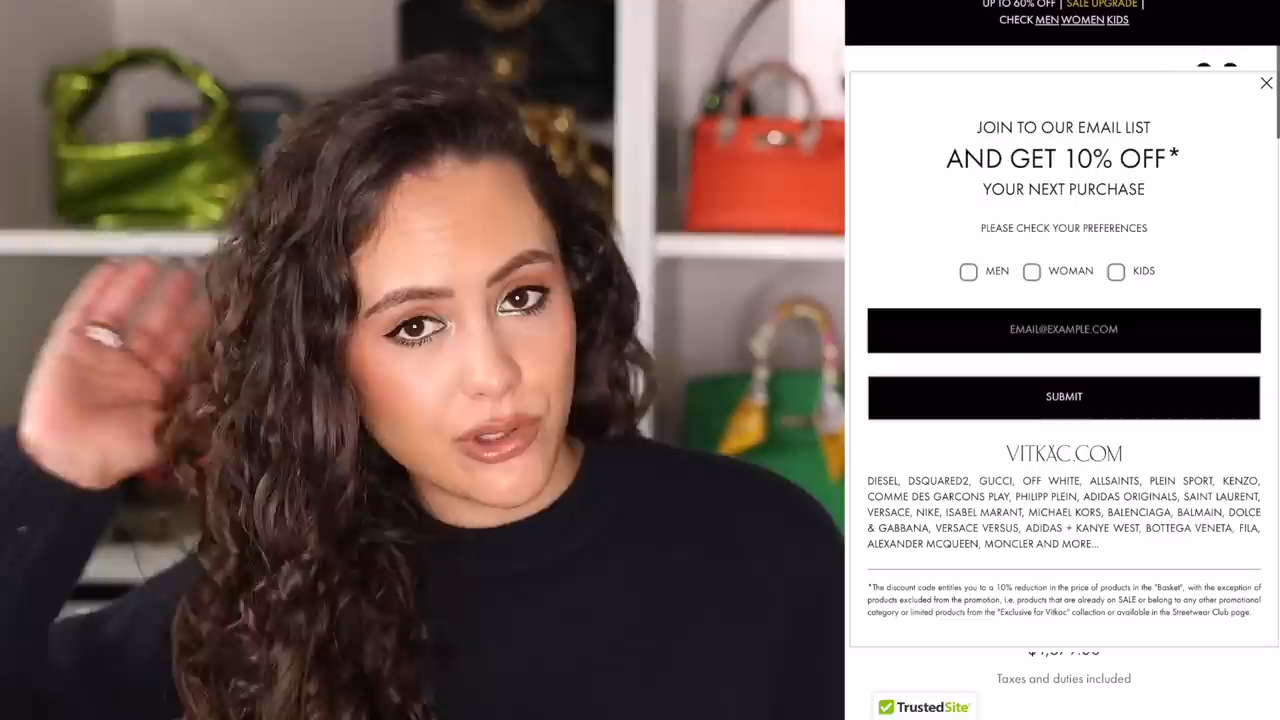 UP TO 60% OFF | SALE UPGRADE |
CHECK MEN WOMEN KIDS
JOIN TO OUR EMAIL LIST
AND GET 10% OFF*
YOUR NEXT PURCHASE
PLEASE CHECK YOUR PREFERENCES
MEN WOMAN KIDS
EMAIL@EXAMPLE.COM
SUBMIT
VITKAC.COM
DIESEL, DSQUARED2, GUCCI, OFF WHITE, ALLSAINTS, PLEIN SPORT, KENZO,
COMME DES GARCONS PLAY, PHILIPP PLEIN, ADIDAS ORIGINALS, SAINT LAURENT,
VERSACE, NIKE, ISABEL MARANT, MICHAEL KORS, BALENCIAGA, BALMAIN, DOLCE
& GABBANA, VERSACE VERSUS, ADIDAS + KANYE WEST, BOTTEGA VENETA, FILA,
ALEXANDER MCQUEEN, MONCLER AND MORE...
*The discount code entitles you to a 10% reduction in the price of products in the "Basket", with the exception of
products excluded from the promotion, i.e. products that are already on SALE or belong to any other promotional
category or limited products from the "Exclusive for Vitkac" collection or available in the Streetwear Club page.
Taxes and duties included
TrustedSite